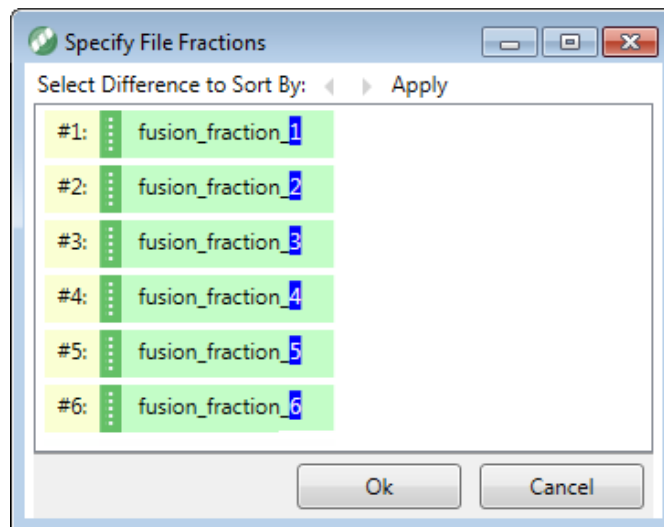 Specify File Fractions
Select Difference to Sort By: Apply
#1: fusion_fraction_1
#2: fusion_fraction_2
#3: fusion_fraction_3
#4: fusion_fraction_4
#5: fusion_fraction_5
#6: fusion_fraction_6
Ok Cancel